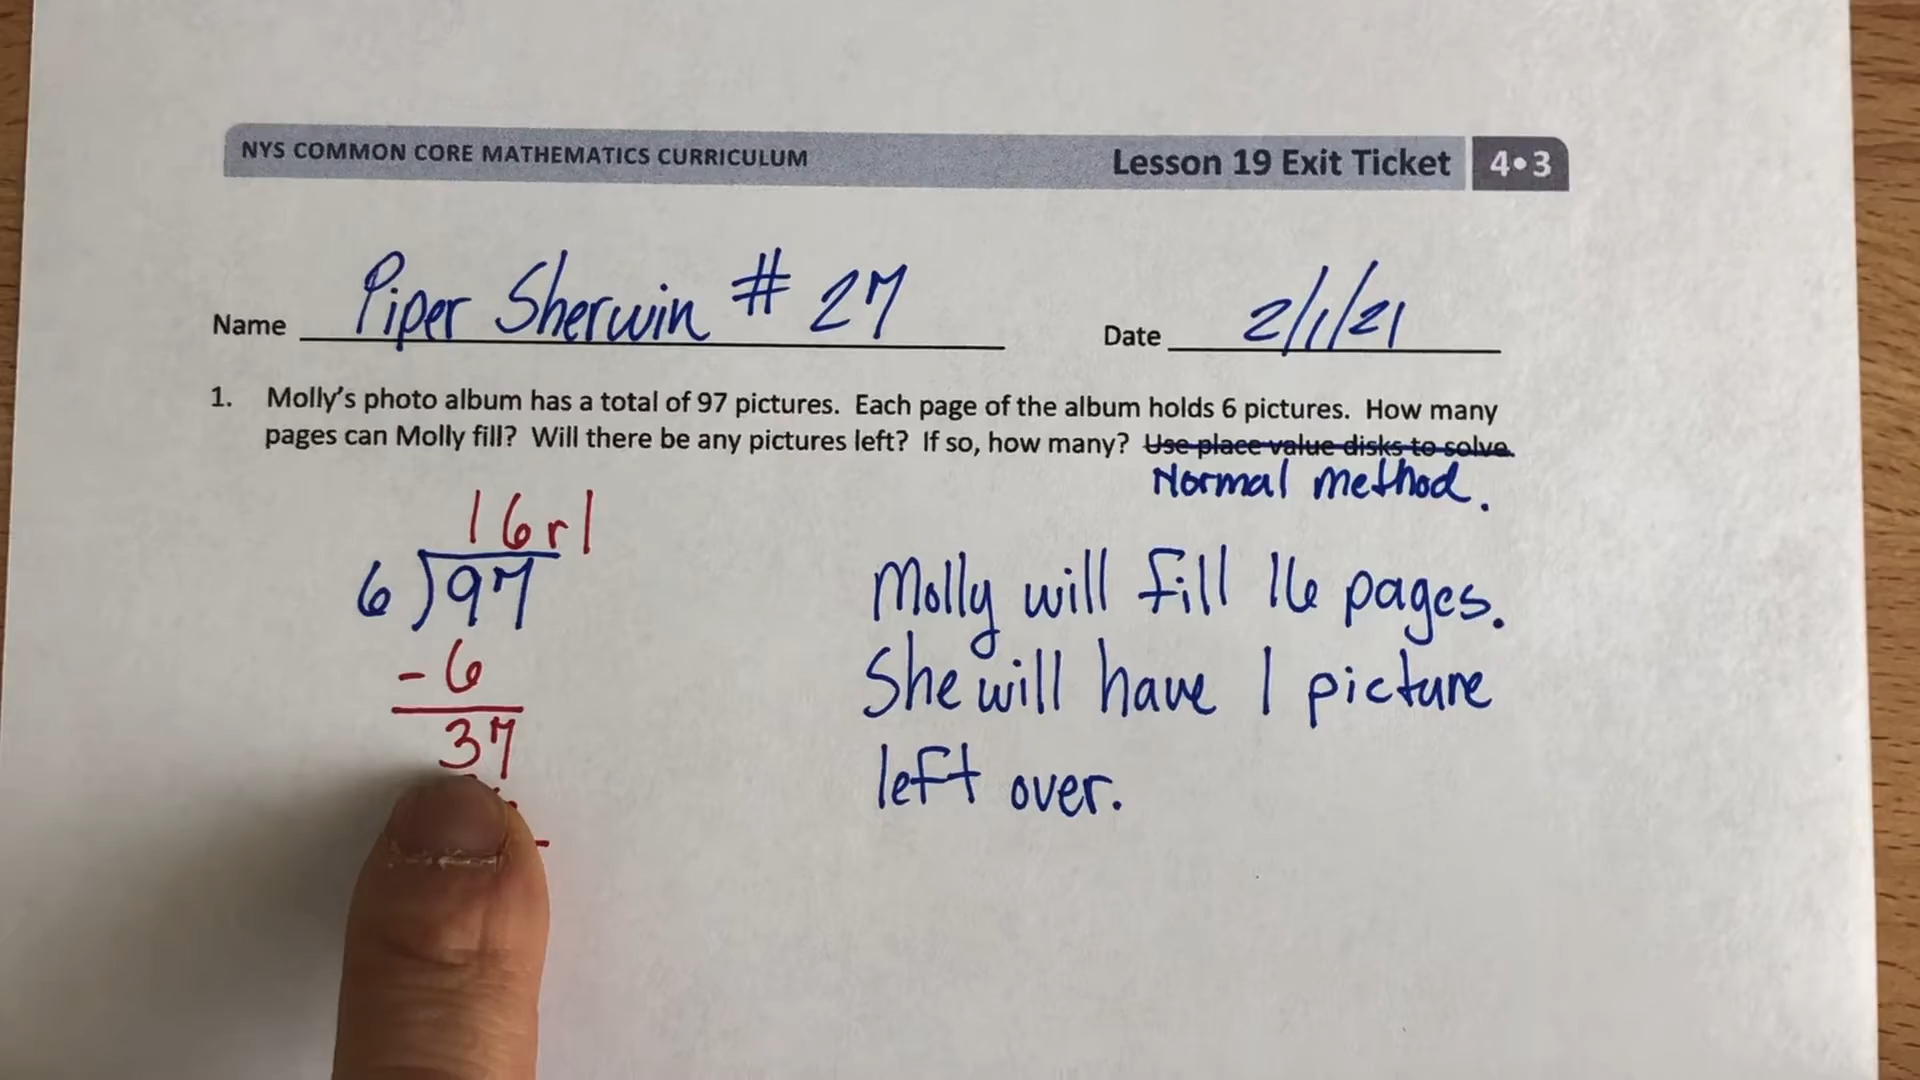 NYS COMMON CORE MATHEMATICS CURRICULUM Lesson 19 Exit Ticket 4•3
Name Piper Sherwin # 27 Date 2/1/21
1. Molly's photo album has a total of 97 pictures. Each page of the album holds 6 pictures. How many
pages can Molly fill? Will there be any pictures left? If so, how many? Use place value disks to solve.
Normal method.
16r1
6)97
-6
37
Molly will fill 16 pages.
She will have 1 picture
left over.